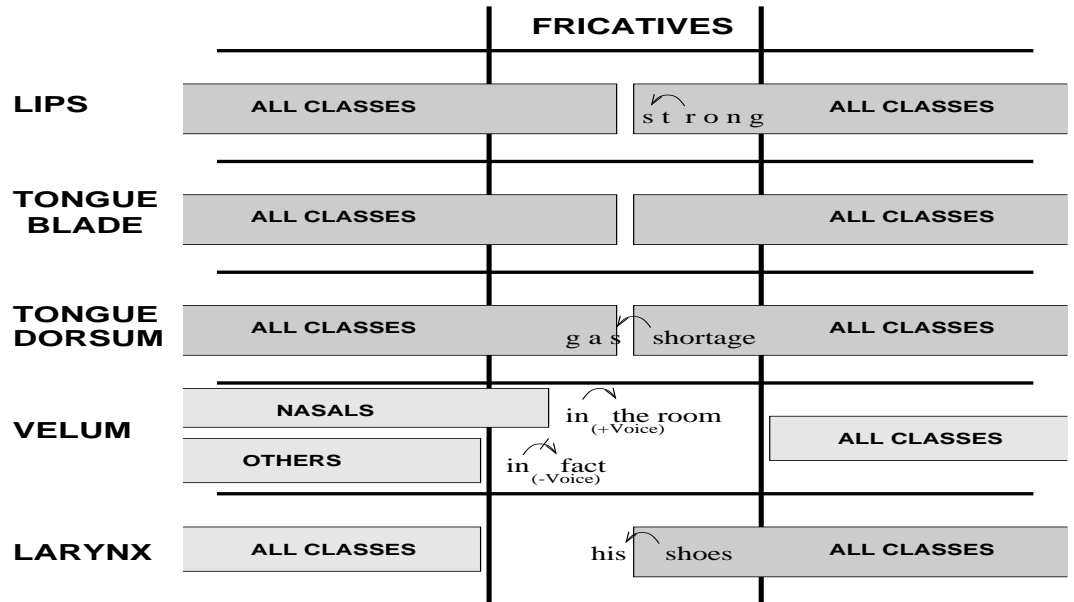 FRICATIVES
LIPS
ALL CLASSES
strong
ALL CLASSES
TONGUE
BLADE
ALL CLASSES
ALL CLASSES
TONGUE
DORSUM
ALL CLASSES
gas shortage
ALL CLASSES
VELUM
NASALS
in the room
(+Voice)
OTHERS
in fact
(-Voice)
ALL CLASSES
LARYNX
ALL CLASSES
his shoes
ALL CLASSES